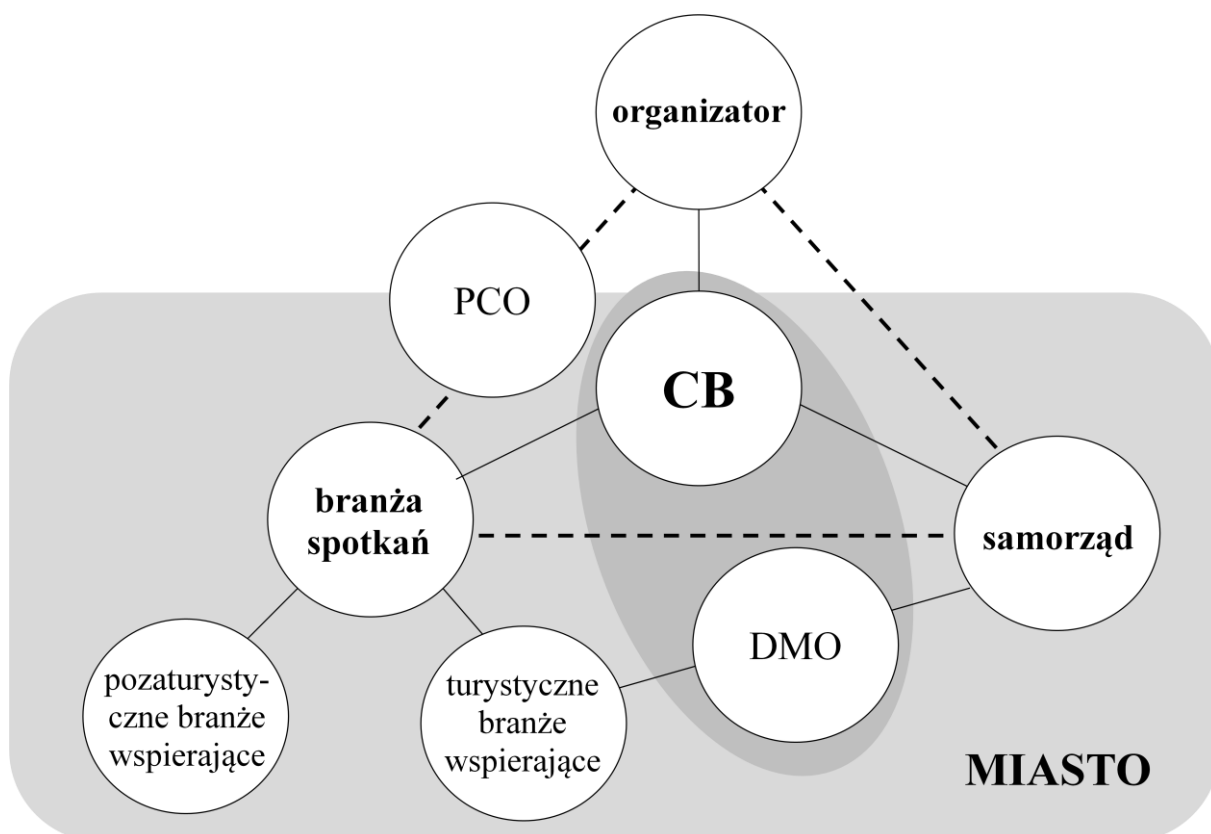 organizator
PCO
CB
branża
spotkań
samorząd
DMO
pozaturysty-
czne branże
wspierające
turystyczne
branże
wspierające
MIASTO